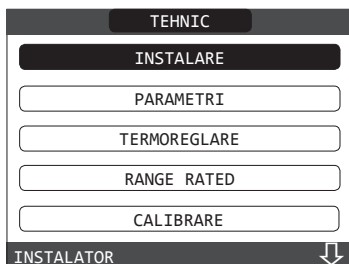 TEHNIC
INSTALARE
PARAMETRI
TERMOREGLARE
RANGE RATED
CALIBRARE
INSTALATOR